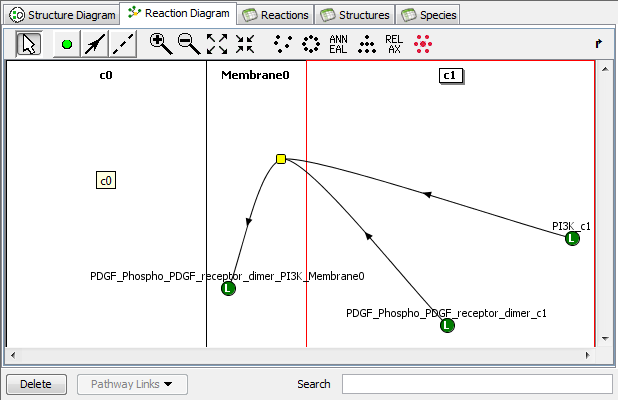 Structure Diagram
Reaction Diagram
Reactions
Structures
Species
ANN
EAL
REL
AX
r
c0
Membrane0
c1
c0
PI3K_c1
L
PDGF_Phospho_PDGF_receptor_dimer_PI3K_Membrane0
L
PDGF_Phospho_PDGF_receptor_dimer_c1
L
Delete
Pathway Links
Search